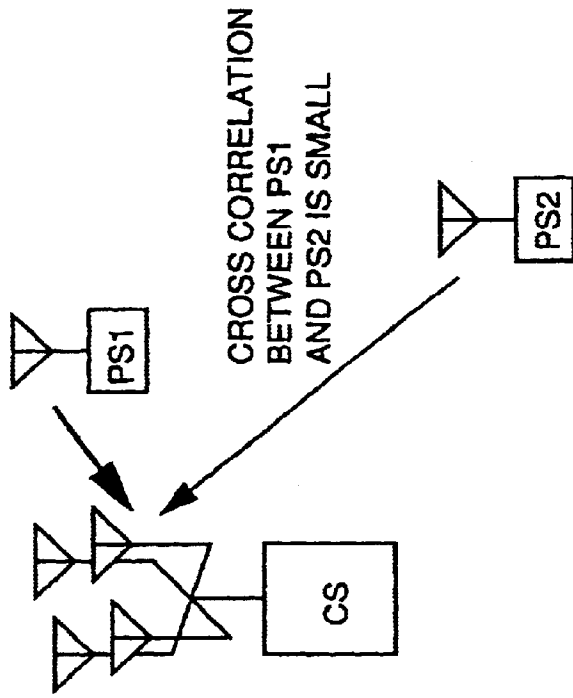 PS1
CROSS CORRELATION
BETWEEN PS1
AND PS2 IS SMALL
PS2
CS